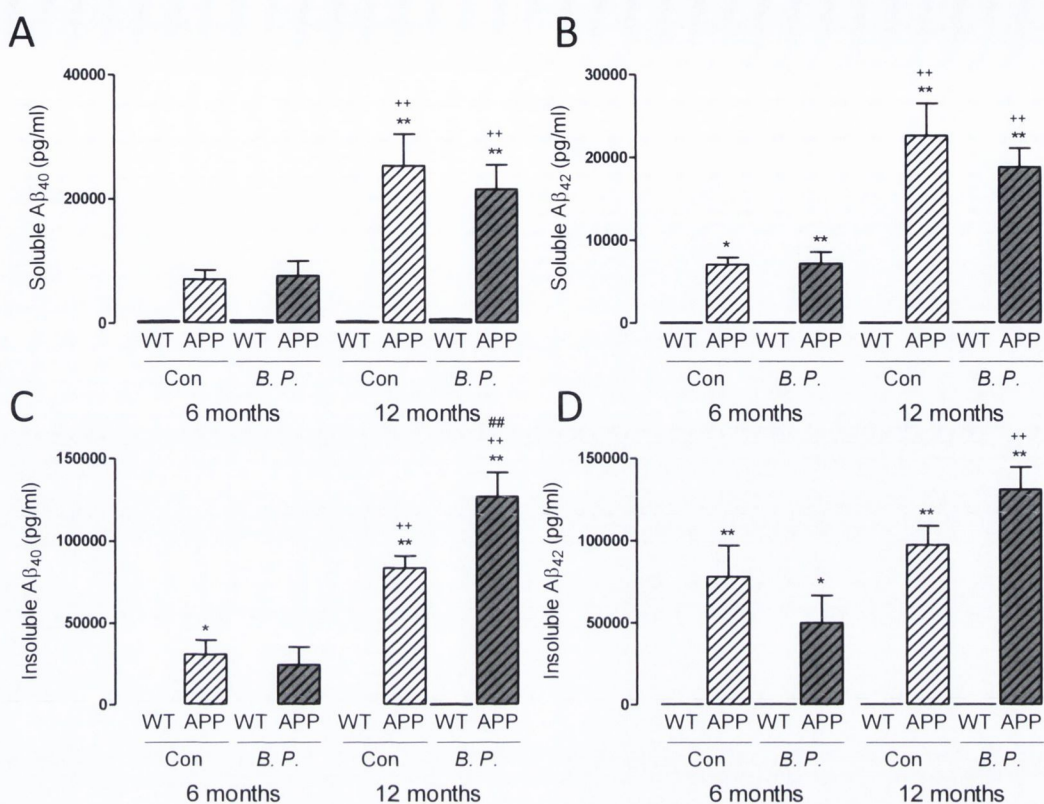 A
Soluble Aβ40 (pg/ml)
40000
20000
0
++
**
++
**
WT APP WT APP WT APP WT APP
Con B. P. Con B. P.
6 months 12 months
B
Soluble Aβ42 (pg/ml)
30000
20000
10000
0
*
**
++
**
++
**
WT APP WT APP WT APP WT APP
Con B. P. Con B. P.
6 months 12 months
C
Insoluble Aβ40 (pg/ml)
150000
100000
50000
0
*
++
**
##
++
**
WT APP WT APP WT APP WT APP
Con B. P. Con B. P.
6 months 12 months
D
Insoluble Aβ42 (pg/ml)
150000
100000
50000
0
**
*
**
++
**
WT APP WT APP WT APP WT APP
Con B. P. Con B. P.
6 months 12 months